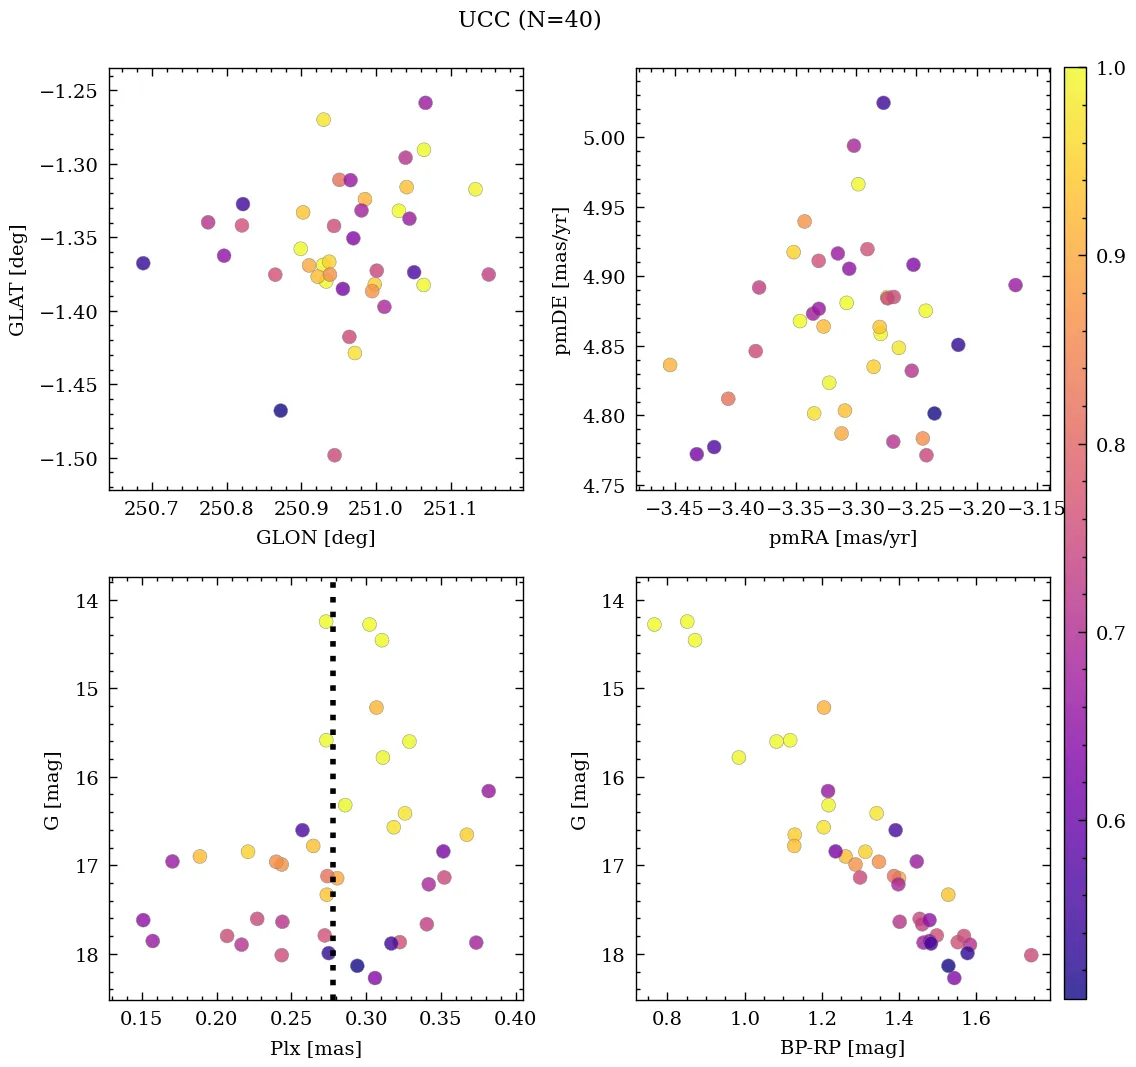 UCC (N=40)
−1.25
−1.30
−1.35
−1.40
−1.45
−1.50
GLAT [deg]
250.7 250.8 250.9 251.0 251.1
GLON [deg]
5.00
4.95
4.90
4.85
4.80
4.75
pmDE [mas/yr]
−3.45 −3.40 −3.35 −3.30 −3.25 −3.20 −3.15
pmRA [mas/yr]
1.0
0.9
0.8
0.7
0.6
14
15
16
17
18
G [mag]
0.15 0.20 0.25 0.30 0.35 0.40
Plx [mas]
14
15
16
17
18
G [mag]
0.8 1.0 1.2 1.4 1.6
BP-RP [mag]